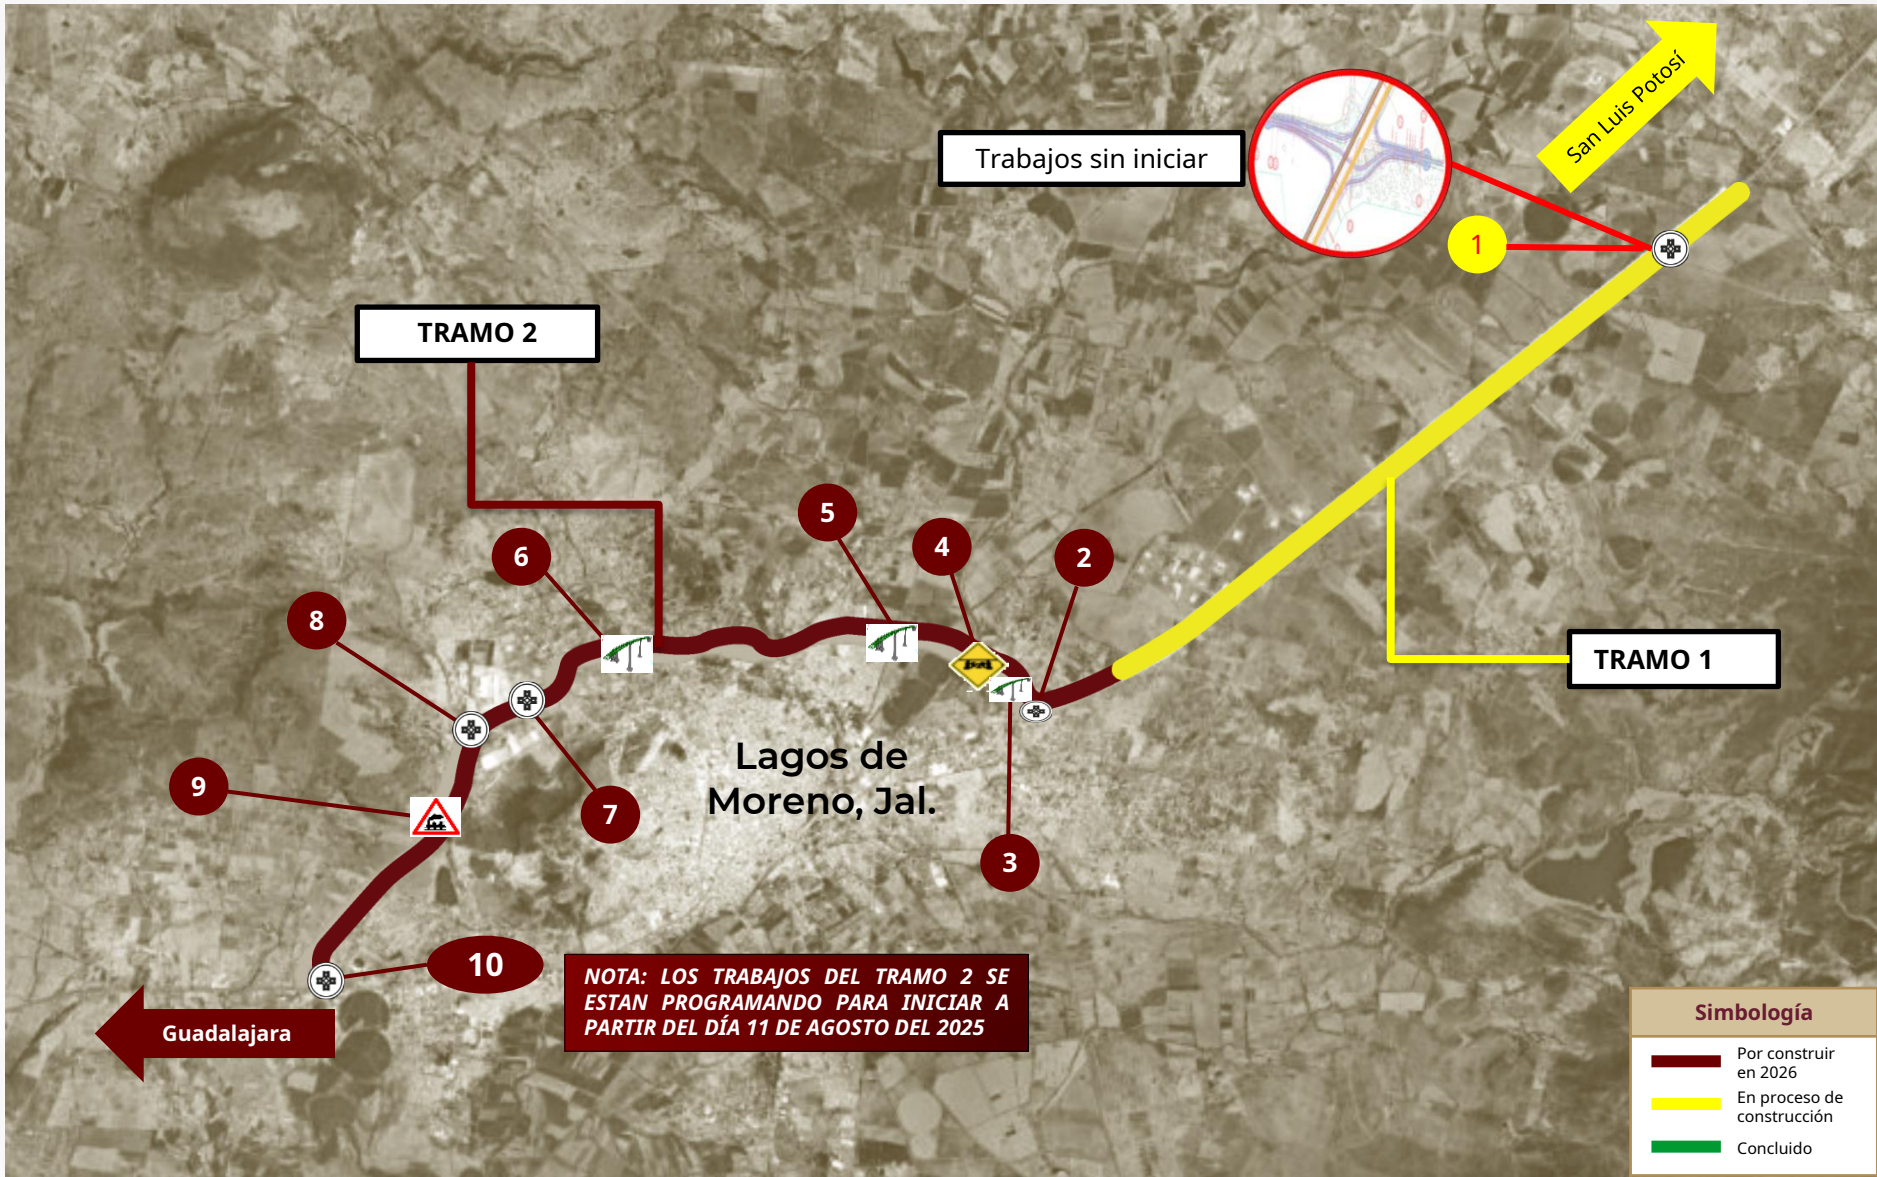 San Luis Potosí
Trabajos sin iniciar
1
TRAMO 2
5
4
2
6
8
TRAMO 1
Lagos de
Moreno, Jal.
9
7
3
10
NOTA: LOS TRABAJOS DEL TRAMO 2 SE
ESTAN PROGRAMANDO PARA INICIAR A
PARTIR DEL DÍA 11 DE AGOSTO DEL 2025
Guadalajara
Simbología
Por construir
en 2026
En proceso de
construcción
Concluido